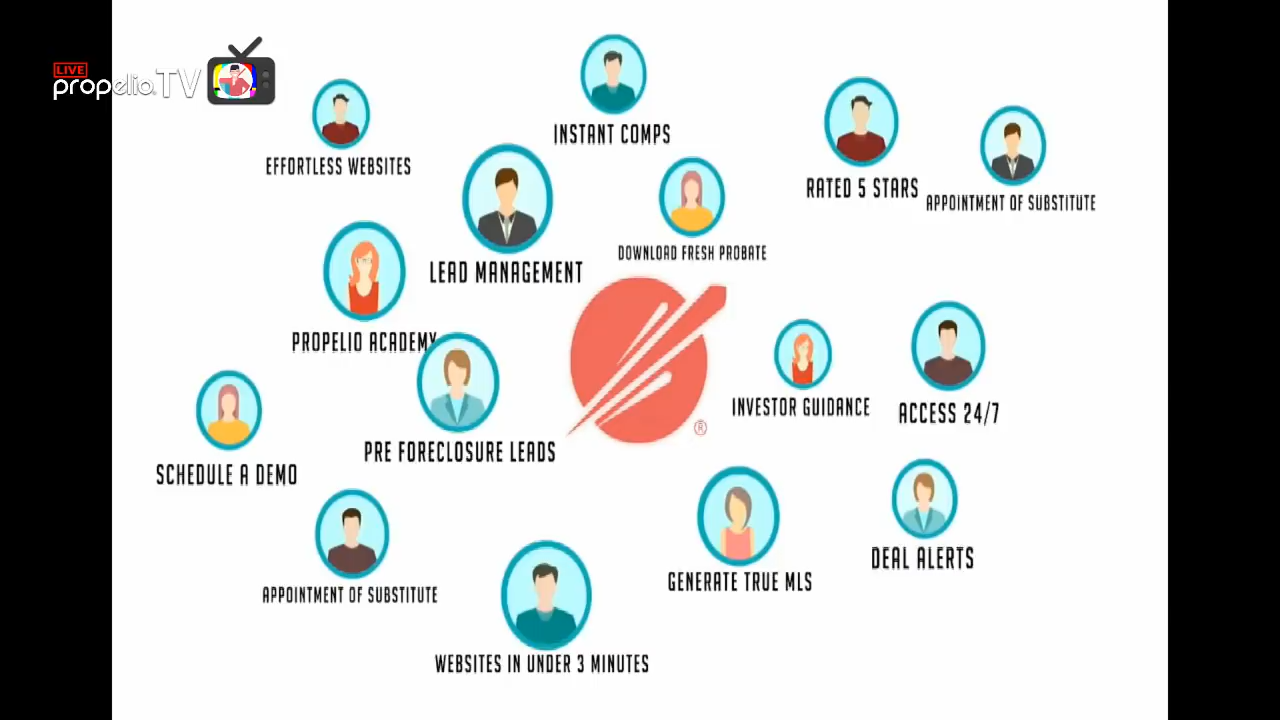 LIVE
propelio.TV
EFFORTLESS WEBSITES
INSTANT COMPS
RATED 5 STARS
APPOINTMENT OF SUBSTITUTE
LEAD MANAGEMENT
DOWNLOAD FRESH PROBATE
PROPELIO ACADEMY
INVESTOR GUIDANCE
ACCESS 24/7
PRE FORECLOSURE LEADS
®
SCHEDULE A DEMO
APPOINTMENT OF SUBSTITUTE
GENERATE TRUE MLS
DEAL ALERTS
WEBSITES IN UNDER 3 MINUTES